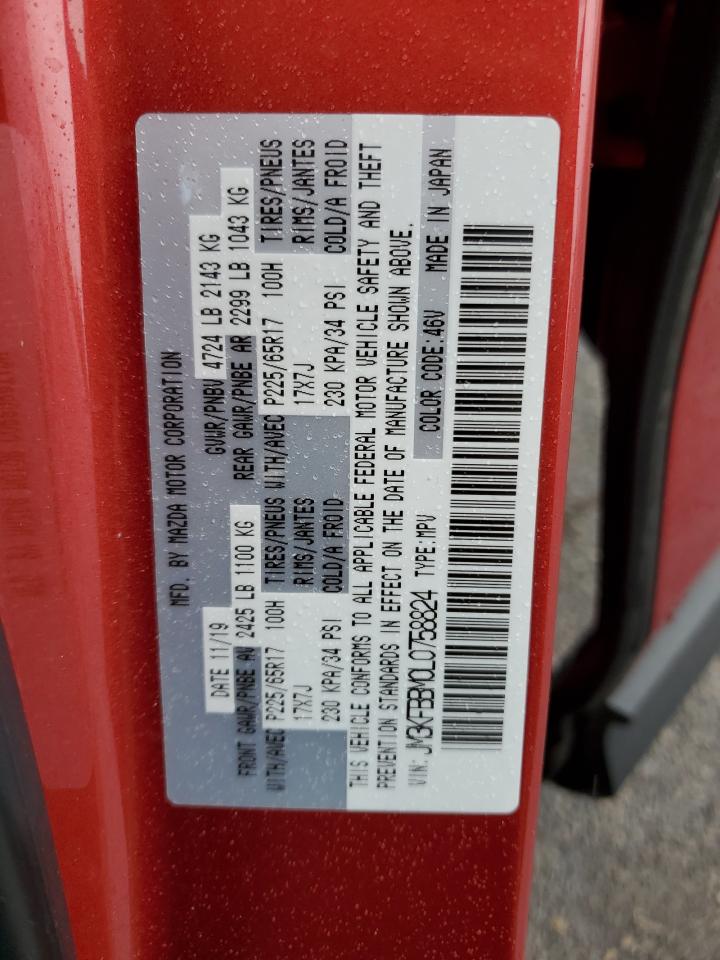 MFD. BY MAZDA MOTOR CORPORATION
DATE 11/19 GVWR/PNBV 4724 LB 2143 KG
FRONT GAWR/PNBE AV 2425 LB 1100 KG REAR GAWR/PNBE AR 2299 LB 1043 KG
WITH/AVEC P225/65R17 100H TIRES/PNEUS WITH/AVEC P225/65R17 100H TIRES/PNEUS
17X7J RIMS/JANTES 17X7J RIMS/JANTES
230 KPA/34 PSI COLD/A FROID 230 KPA/34 PSI COLD/A FROID
THIS VEHICLE CONFORMS TO ALL APPLICABLE FEDERAL MOTOR VEHICLE SAFETY AND THEFT
PREVENTION STANDARDS IN EFFECT ON THE DATE OF MANUFACTURE SHOWN ABOVE.
VIN: JM3KFBBM0L0758824 TYPE:MPV COLOR CODE:46V MADE IN JAPAN